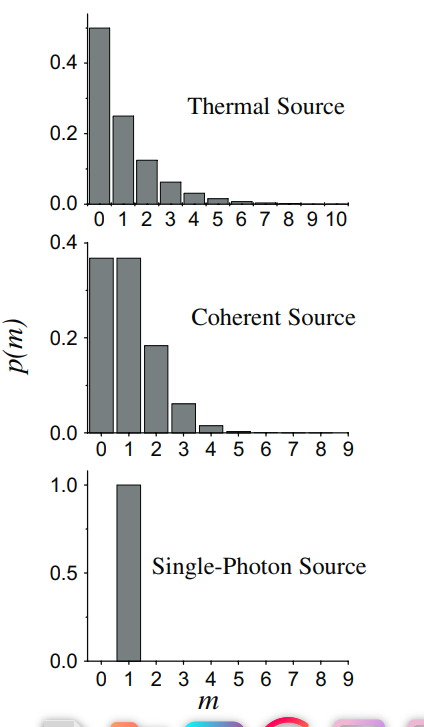 0.4
Thermal Source
0.2
0.0
0 1 2 3 4 5 6 7 8 9 10
0.4
Coherent Source
0.2
p(m)
0.0
0 1 2 3 4 5 6 7 8 9
1.0
0.5
Single-Photon Source
0.0
0 1 2 3 4 5 6 7 8 9
m